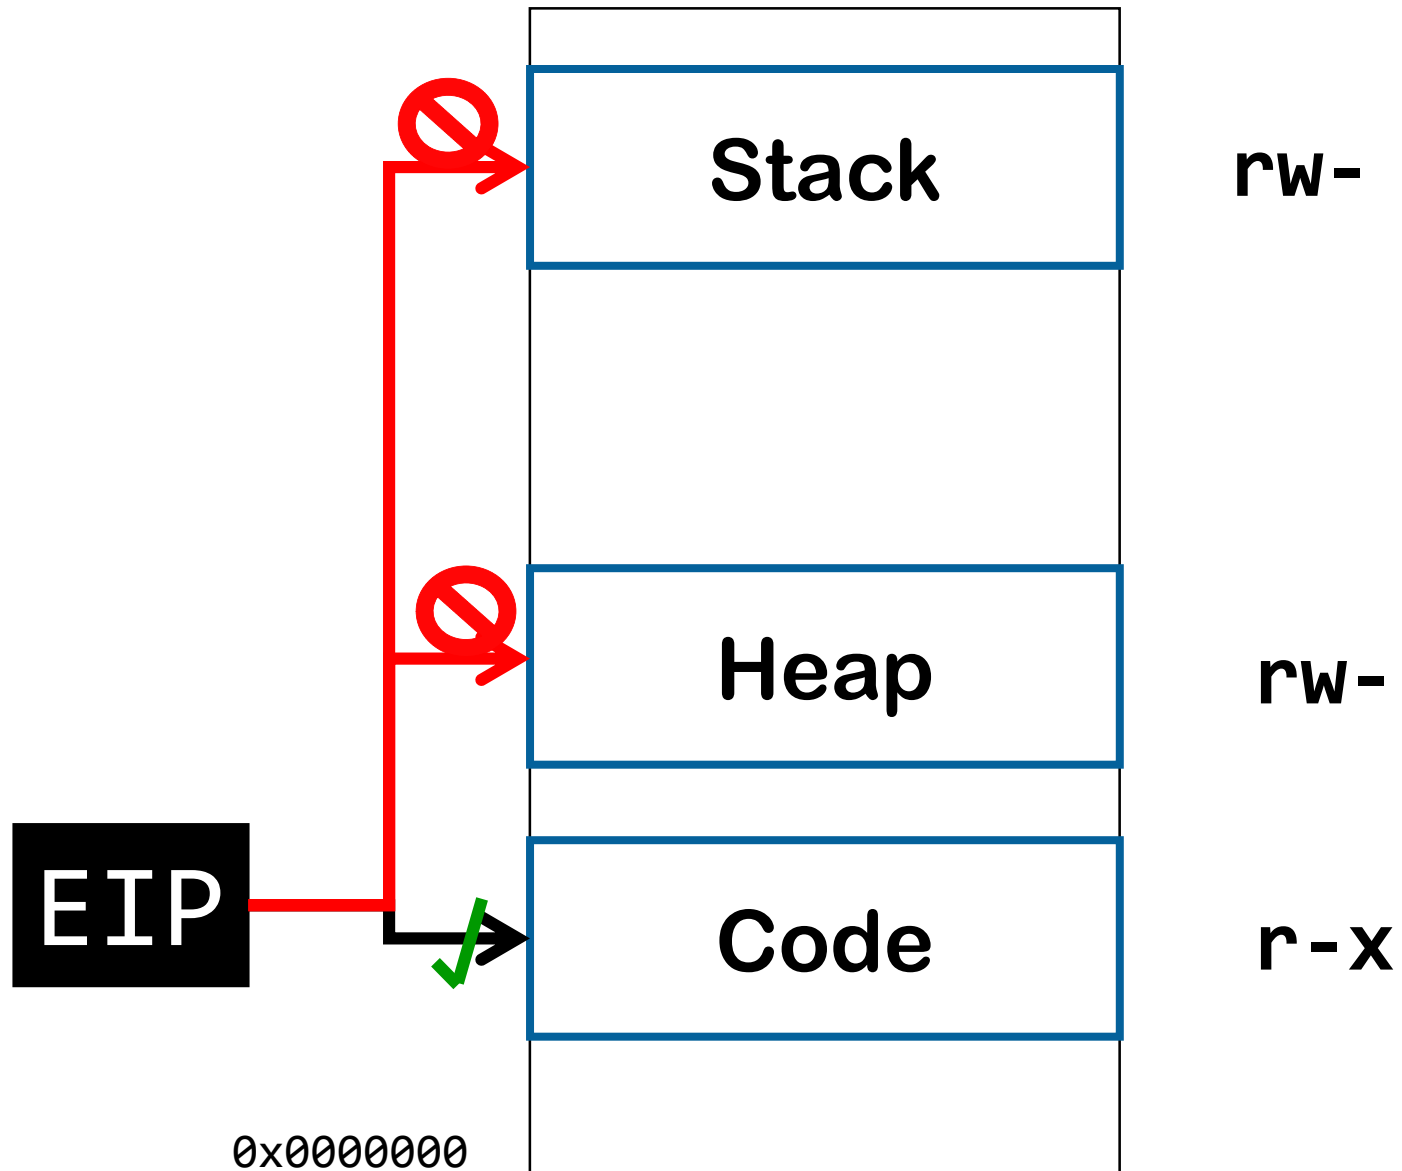 Stack
rw-
Heap
rw-
EIP
Code
r-x
0x0000000